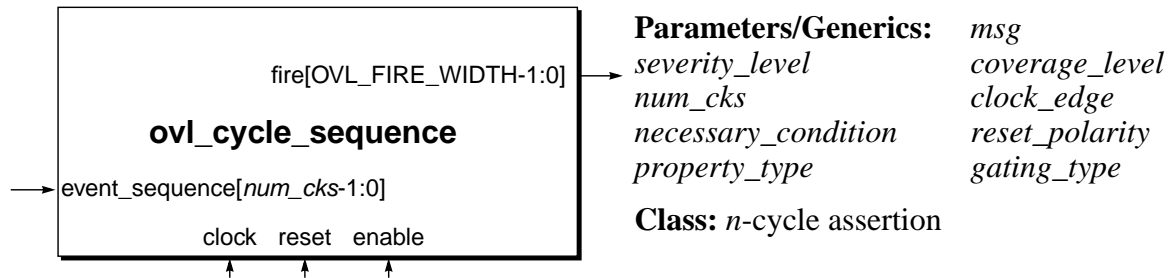 fire[OVL_FIRE_WIDTH-1:0]
ovl_cycle_sequence
event_sequence[num_cks-1:0]
clock reset enable
Parameters/Generics: msg
severity_level coverage_level
num_cks clock_edge
necessary_condition reset_polarity
property_type gating_type
Class: n-cycle assertion